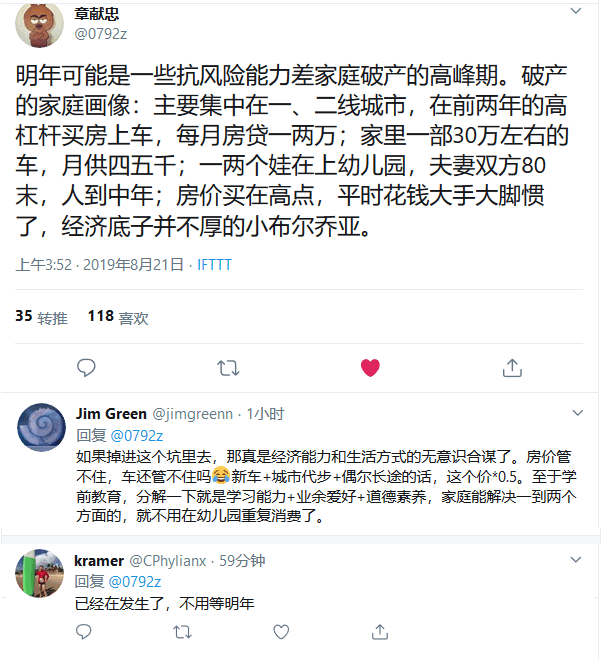 章献忠
@0792z
明年可能是一些抗风险能力差家庭破产的高峰期。破产
的家庭画像：主要集中在一、二线城市，在前两年的高
杠杆买房上车，每月房贷一两万；家里一部30万左右的
车，月供四五千；一两个娃在上幼儿园，夫妻双方80
末，人到中年；房价买在高点，平时花钱大手大脚惯
了，经济底子并不厚的小布尔乔亚。
上午3:52 · 2019年8月21日 · IFTTT
35 转推 118 喜欢
Jim Green @jimgreenn · 1小时
回复 @0792z
如果掉进这个坑里去，那真是经济能力和生活方式的无意识合谋了。房价管
不住，车还管不住吗😂新车+城市代步+偶尔长途的话，这个价*0.5。至于学
前教育，分解一下就是学习能力+业余爱好+道德素养，家庭能解决一到两个
方面的，就不用在幼儿园重复消费了。
kramer @CPhylianx · 59分钟
回复 @0792z
已经在发生了，不用等明年